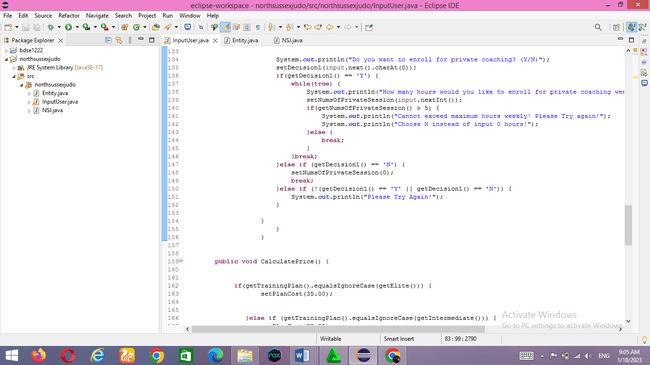 eclipse-workspace - northsussexjudo/src/northsussexjudo/InputUser.java - Eclipse IDE
File Edit Source Refactor Navigate Search Project Run Window Help
Package Explorer
InputUser.java
Entity.java
NSJ.java
bdse1222
northsussexjudo
JRE System Library [JavaSE-17]
src
northsussexjudo
Entity.java
InputUser.java
NSJ.java
133
134 System.out.println("Do you want to enroll for private coaching? (Y/N)");
135 setDecision1(input.next().charAt(0));
136 if(getDecision1() == 'Y') {
137 while(true) {
138 System.out.println("How many hours would you like to enroll for private coaching wee
139 setNumsOfPrivateSession(input.nextInt());
140 if(getNumsOfPrivateSession() > 5) {
141 System.out.println("Cannot exceed maximum hours weekly! Please Try again!");
142 System.out.println("Choose N instead of input 0 hours!");
143 }else {
144 break;
145 }
146 }break;
147 }else if (getDecision1() == 'N') {
148 setNumsOfPrivateSession(0);
149 break;
150 }else if (!(getDecision1() == 'Y' || getDecision1() == 'N')) {
151 System.out.println("Please Try Again!");
152 }
153
154 }
155 }
156 }
157
158
159 public void CalculatePrice() {
160
161
162 if(getTrainingPlan().equalsIgnoreCase(getElite())) {
163 setPlanCost(35.00);
164
165 }else if (getTrainingPlan().equalsIgnoreCase(getIntermediate())) {
Activate Windows
Go to PC settings to activate Windows.
Writable
Smart Insert
83 : 99 : 2790
ENG
9:05 AM
1/18/2023